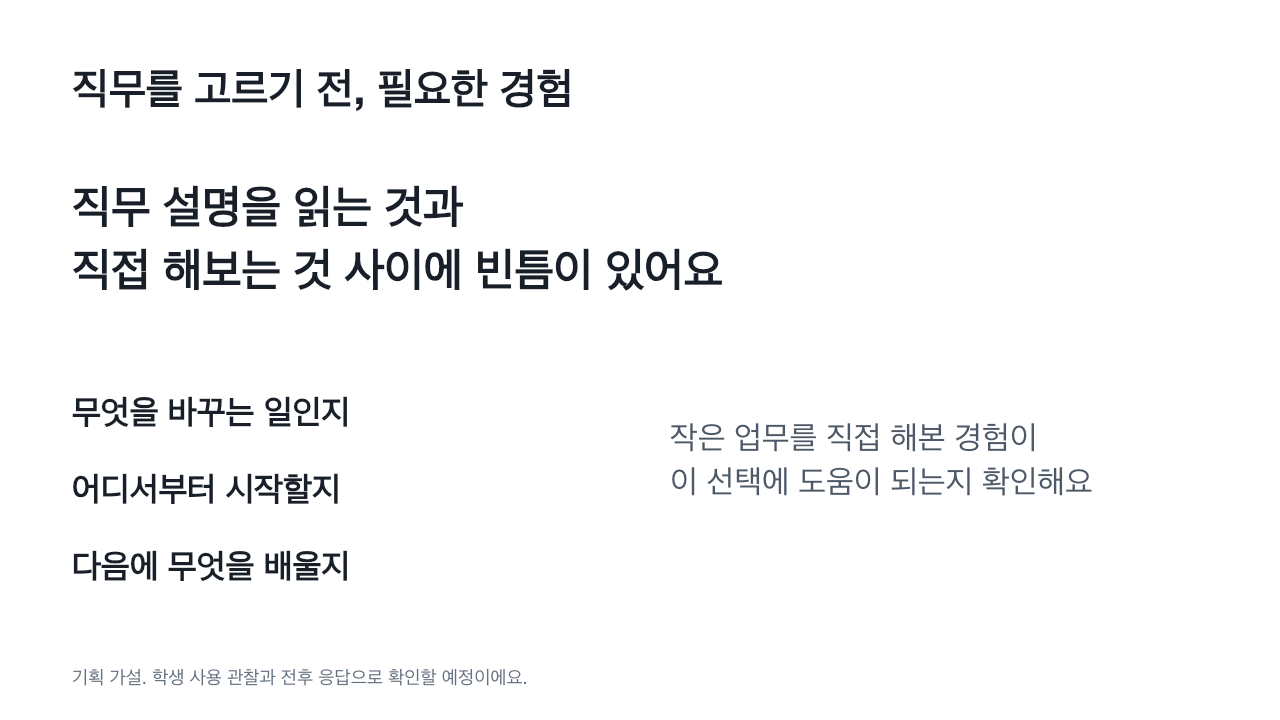 직무를 고르기 전, 필요한 경험
직무 설명을 읽는 것과
직접 해보는 것 사이에 빈틈이 있어요
무엇을 바꾸는 일인지
어디서부터 시작할지
다음에 무엇을 배울지
작은 업무를 직접 해본 경험이
이 선택에 도움이 되는지 확인해요
기획 가설. 학생 사용 관찰과 전후 응답으로 확인할 예정이에요.